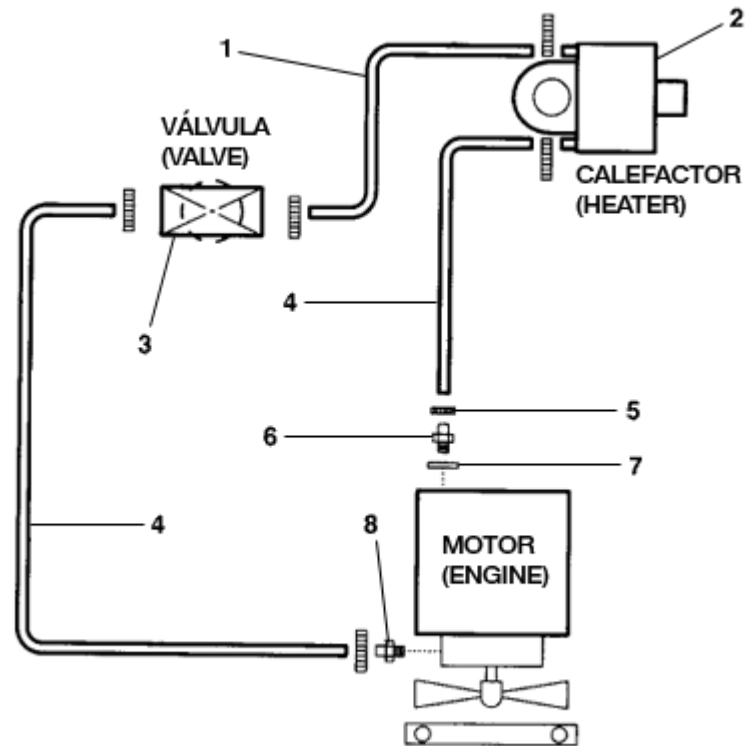 1
2
VÁLVULA
(VALVE)
CALEFACTOR
(HEATER)
3
4
5
6
7
4
8
MOTOR
(ENGINE)